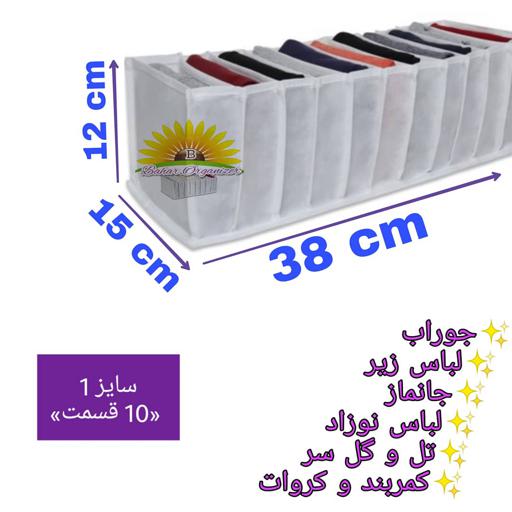 12 cm
B
Bahar Organizer
15 cm
38 cm
✨جوراب
✨لباس زیر
✨جانماز
✨لباس نوزاد
✨تل و گل سر
✨کمربند و کروات
سایز 1
«10 قسمت»